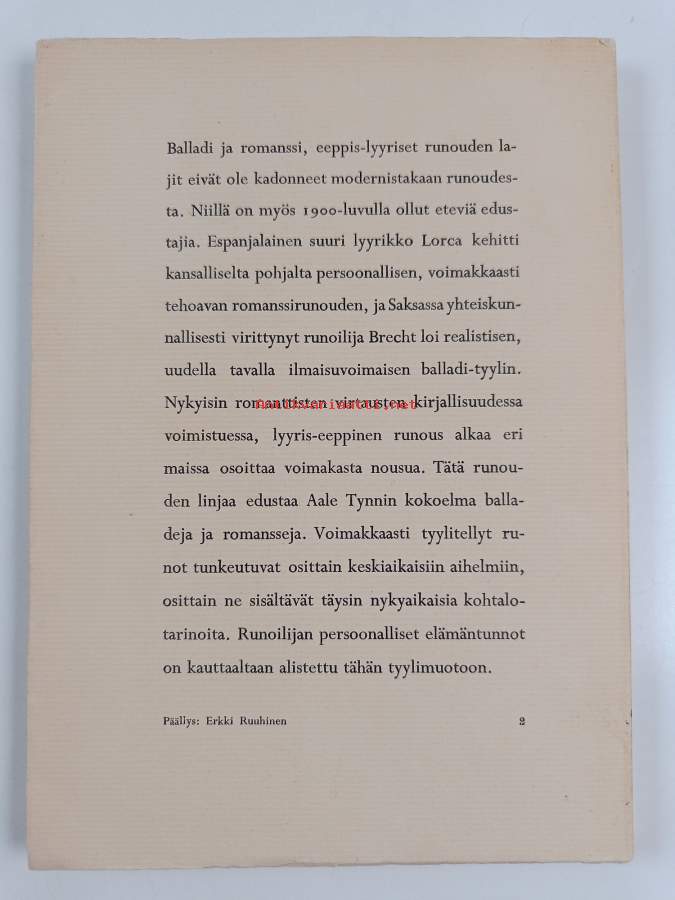 Balladi ja romanssi, eeppis-lyyriset runouden la-
jit eivät ole kadonneet modernistakaan runoudes-
ta. Niillä on myös 1900-luvulla ollut eteviä edus-
tajia. Espanjalainen suuri lyyrikko Lorca kehitti
kansalliselta pohjalta persoonallisen, voimakkaasti
tehoavan romanssirunouden, ja Saksassa yhteiskun-
nallisesti virittynyt runoilija Brecht loi realistisen,
uudella tavalla ilmaisuvoimaisen balladi-tyylin.
Nykyisin romanttisten virtausten kirjallisuudessa
Antikvariaatti.net
voimistuessa, lyyris-eeppinen runous alkaa eri
maissa osoittaa voimakasta nousua. Tätä runou-
den linjaa edustaa Aale Tynnin kokoelma balla-
deja ja romansseja. Voimakkaasti tyylitellyt ru-
not tunkeutuvat osittain keskiaikaisiin aihelmiin,
osittain ne sisältävät täysin nykyaikaisia kohtalo-
tarinoita. Runoilijan persoonalliset elämäntunnot
on kauttaaltaan alistettu tähän tyylimuotoon.
Päällys: Erkki Ruuhinen 2